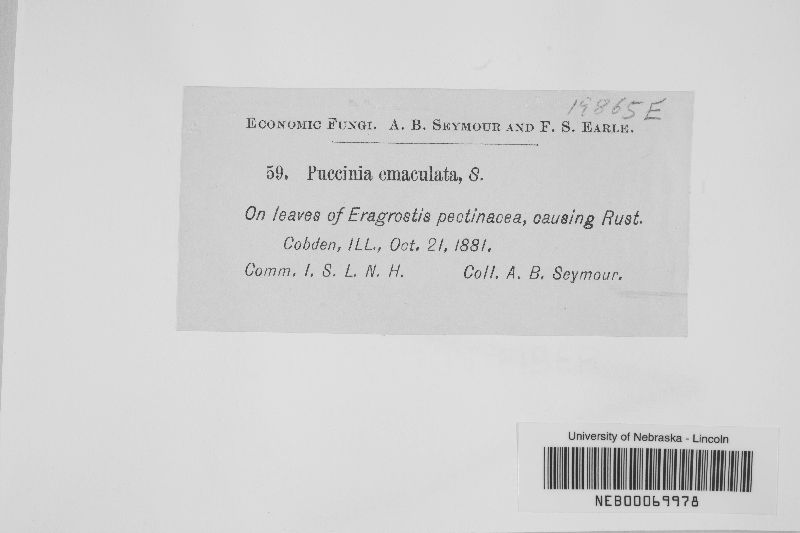 19865E
Economic Fungi. A. B. Seymour and F. S. Earle.
59. Puccinia emaculata, S.
On leaves of Eragrostis pectinacea, causing Rust.
Cobden, ILL., Oct. 21, 1881.
Comm. I. S. L. N. H. Coll. A. B. Seymour.
University of Nebraska - Lincoln
NEB00069978